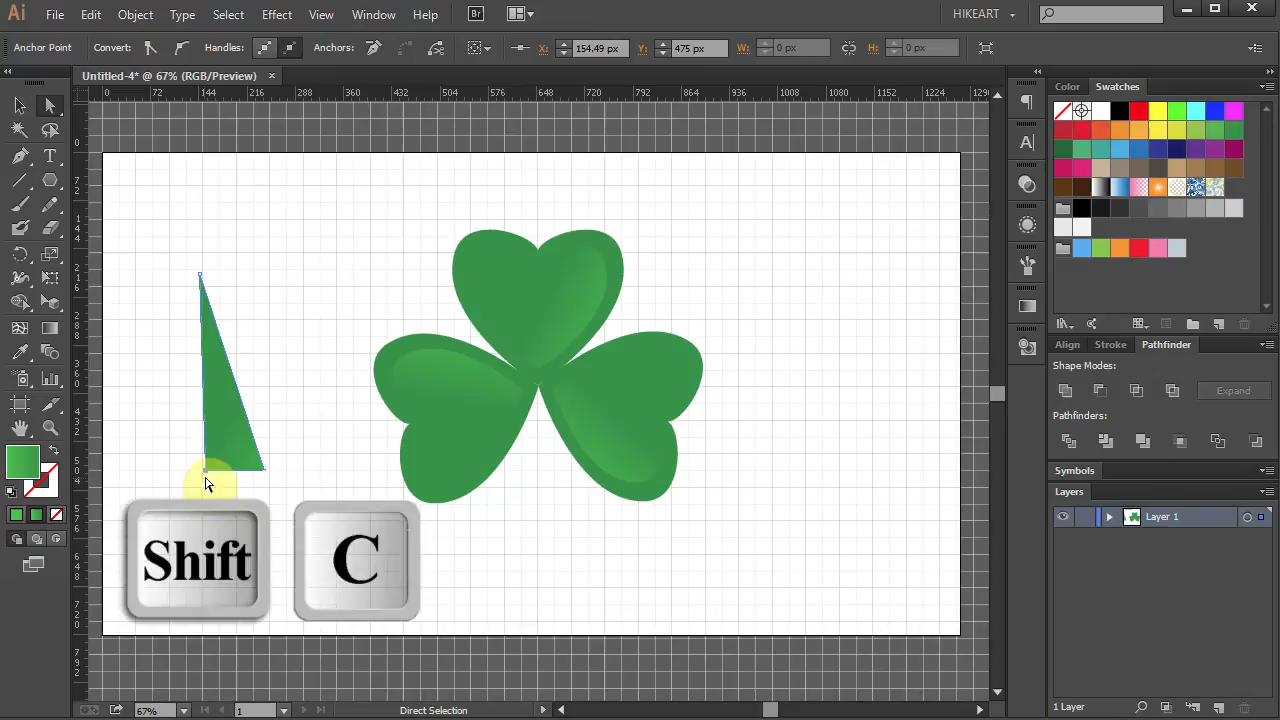 Ai File Edit Object Type Select Effect View Window Help Br HIKEART
Anchor Point Convert: Handles: Anchors: X: 154.49 px Y: 475 px W: 0 px H: 0 px
Untitled-4* @ 67% (RGB/Preview) ×
0 72 144 216 288 360 432 504 576 648 720 792 864 936 1008 1080 1152 1224 1290
Color Swatches
Align Stroke Pathfinder
Shape Modes:
Expand
Pathfinders:
Symbols
Layers
Layer 1
Shift C
1 Layer
67% 1 Direct Selection